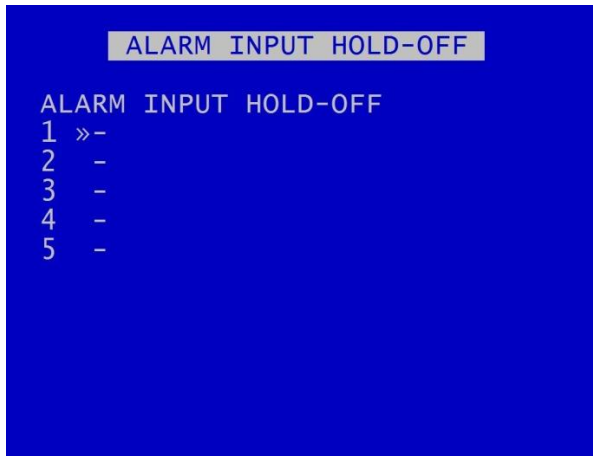 ALARM INPUT HOLD-OFF
ALARM INPUT HOLD-OFF
1 »-
2 -
3 -
4 -
5 -